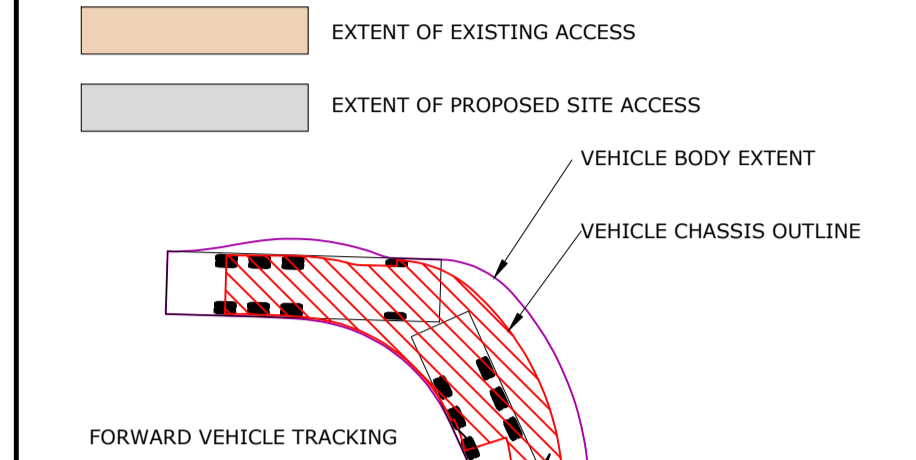 EXTENT OF EXISTING ACCESS
EXTENT OF PROPOSED SITE ACCESS
VEHICLE BODY EXTENT
VEHICLE CHASSIS OUTLINE
FORWARD VEHICLE TRACKING